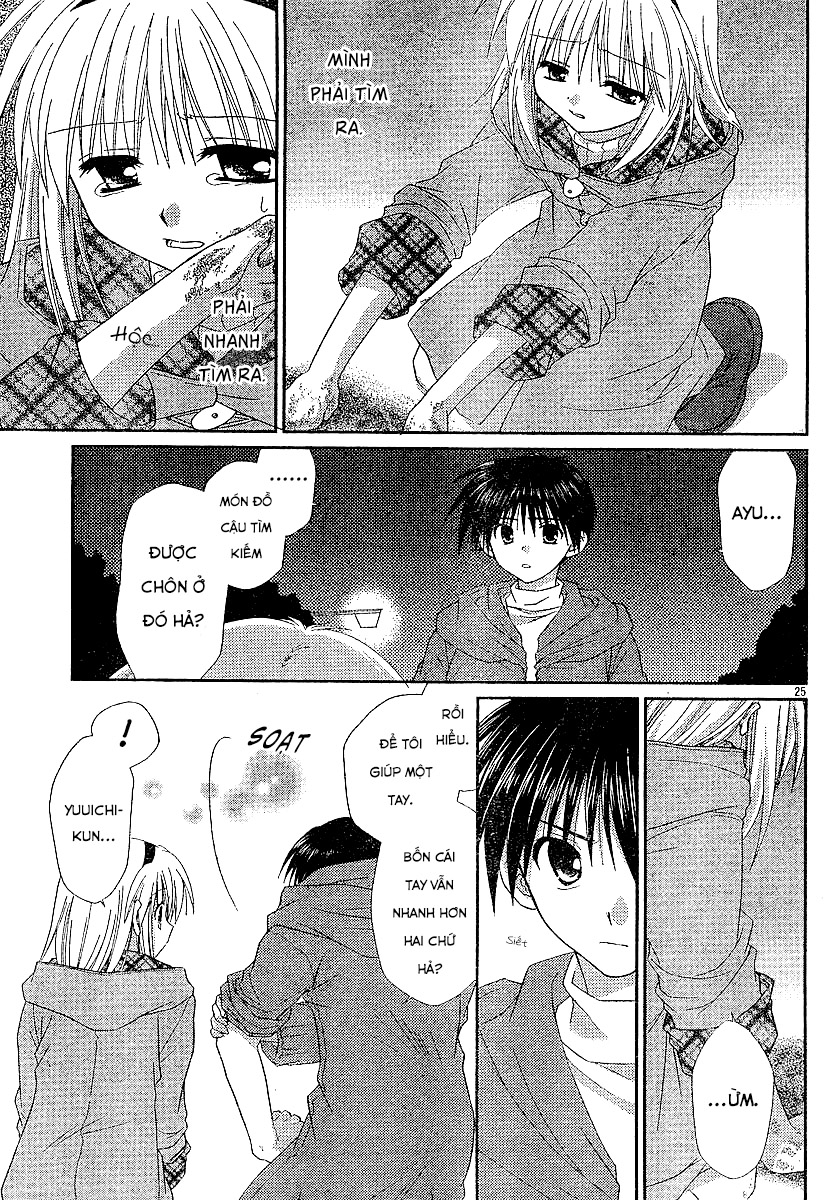 MÌNH
PHẢI TÌM
RA.
PHẢI
NHANH
TÌM RA.
Hộc
AYU...
......
MÓN ĐỒ
CẬU TÌM
KIẾM
ĐƯỢC
CHÔN Ở
ĐÓ HẢ?
25
...ỪM.
Siết
RỒI
HIỂU.
ĐỂ TÔI
GIÚP MỘT
TAY.
BỐN CÁI
TAY VẪN
NHANH HƠN
HAI CHỨ
HẢ?
SOẠT
!
YUUICHI-
KUN...